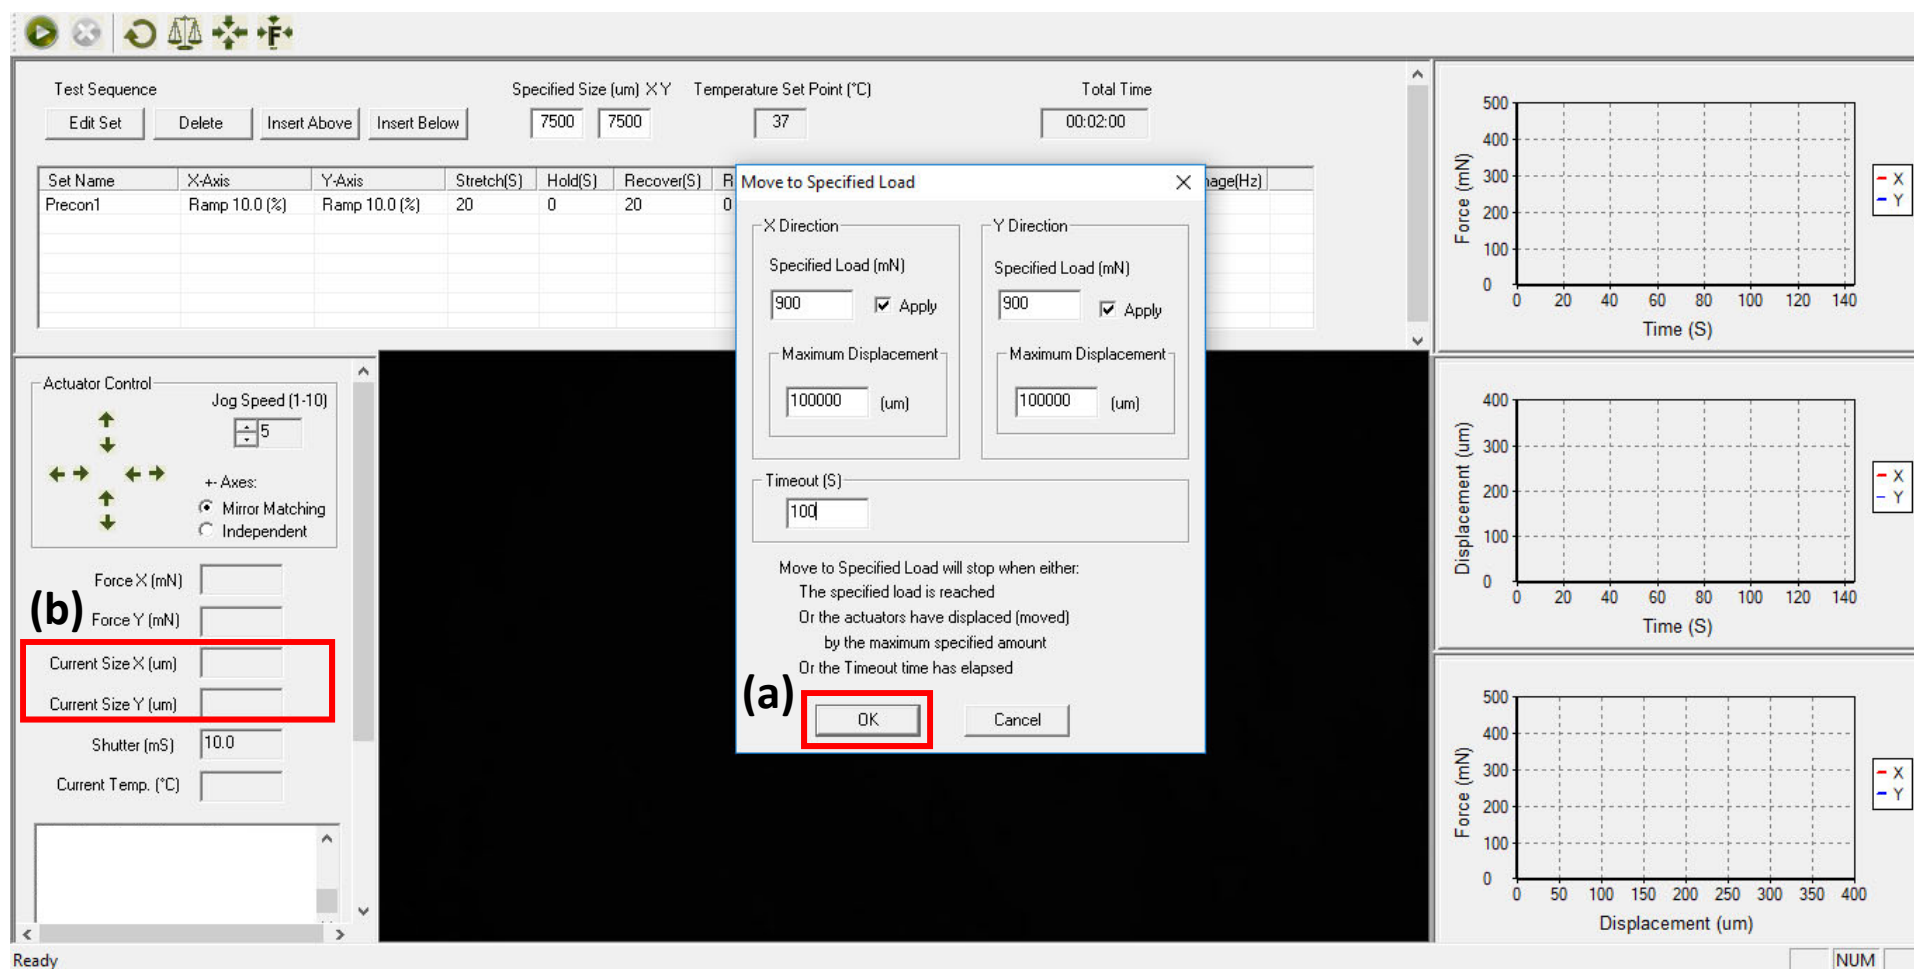 F
Test Sequence
Specified Size (um) X Y
Temperature Set Point (°C)
Total Time
Edit Set
Delete
Insert Above
Insert Below
7500
7500
37
00:02:00
Set Name X-Axis Y-Axis Stretch(S) Hold(S) Recover(S) R
Precon1 Ramp 10.0 (%) Ramp 10.0 (%) 20 0 20 0
Move to Specified Load
X Direction
Specified Load (mN)
900
Apply
Maximum Displacement
100000 (um)
Y Direction
Specified Load (mN)
900
Apply
Maximum Displacement
100000 (um)
Timeout (S)
100
Move to Specified Load will stop when either:
The specified load is reached
Or the actuators have displaced (moved)
by the maximum specified amount
Or the Timeout time has elapsed
(a)
OK
Cancel
Actuator Control
Jog Speed (1-10)
5
+- Axes:
Mirror Matching
Independent
(b)
Force X (mN)
Force Y (mN)
Current Size X (um)
Current Size Y (um)
Shutter (mS) 10.0
Current Temp. (°C)
Force (mN)
500
400
300
200
100
0
0 20 40 60 80 100 120 140
Time (S)
X
Y
Displacement (um)
400
300
200
100
0
0 20 40 60 80 100 120 140
Time (S)
X
Y
Force (mN)
500
400
300
200
100
0
0 50 100 150 200 250 300 350 400
Displacement (um)
X
Y
Ready
NUM